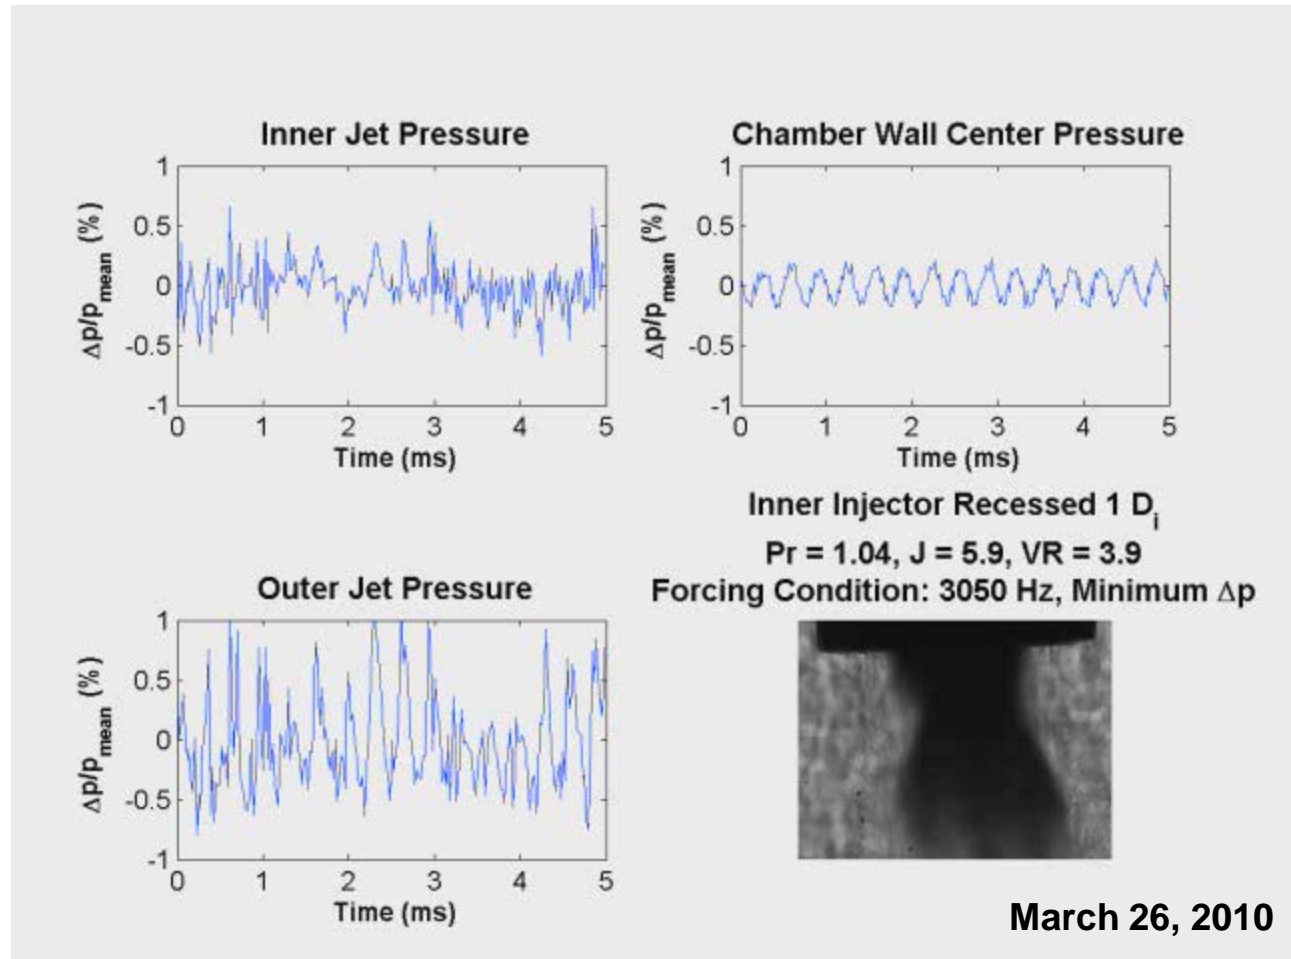 Inner Jet Pressure
1
0.5
0
-0.5
-1
Δp/p_mean (%)
0 1 2 3 4 5
Time (ms)
Chamber Wall Center Pressure
1
0.5
0
-0.5
-1
Δp/p_mean (%)
0 1 2 3 4 5
Time (ms)
Outer Jet Pressure
1
0.5
0
-0.5
-1
Δp/p_mean (%)
0 1 2 3 4 5
Time (ms)
Inner Injector Recessed 1 D_i
Pr = 1.04, J = 5.9, VR = 3.9
Forcing Condition: 3050 Hz, Minimum Δp
March 26, 2010